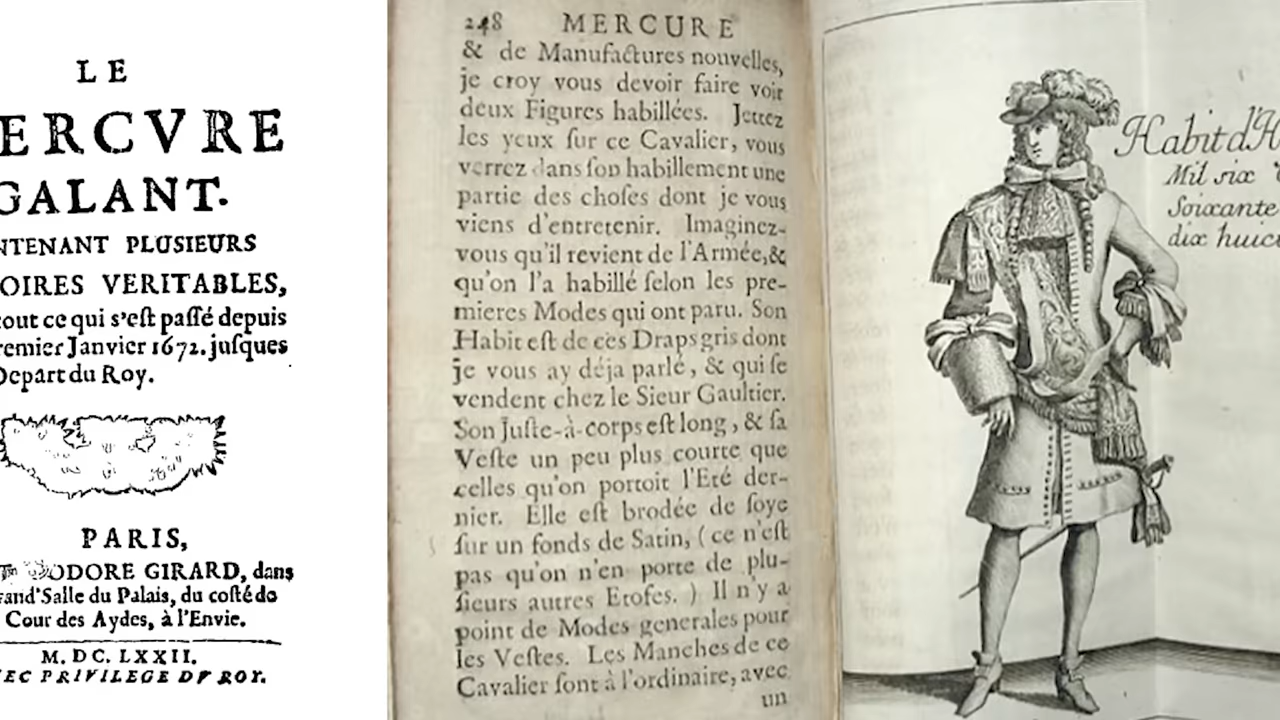 LE
ERCVRE
GALANT.
NTENANT PLUSIEURS
OIRES VERITABLES,
tout ce qui s'eſt paſſé depuis
remier Janvier 1672. juſques
Depart du Roy.
PARIS,
ODORE GIRARD, dans
rand'Salle du Palais, du coſté de
Cour des Aydes, à l'Envie.
M. DC. LXXII.
EC PRIVILEGE DV ROY.
248 MERCURE
& de Manufactures nouvelles,
je croy vous devoir faire voir
deux Figures habillées. Jettez
les yeux ſur ce Cavalier, vous
verrez dans ſon habillement une
partie des choſes dont je vous
viens d'entretenir. Imaginez-
vous qu'il revient de l'Armée, &
qu'on l'a habillé ſelon les pre-
mieres Modes qui ont paru. Son
Habit eſt de ces Draps gris dont
je vous ay déja parlé, & qui ſe
vendent chez le Sieur Gaultier.
Son Juſte-à-corps eſt long, & ſa
Veſte un peu plus courte que
celles qu'on portoit l'Eté der-
nier. Elle eſt brodée de ſoye
ſur un fonds de Satin, ( ce n'eſt
pas qu'on n'en porte de plu-
ſieurs autres Etofes. ) Il n'y a
point de Modes generales pour
les Veſtes. Les Manches de ce
Cavalier ſont à l'ordinaire, avec
un
Habit d'H
Mil six
Soixante
dix huict